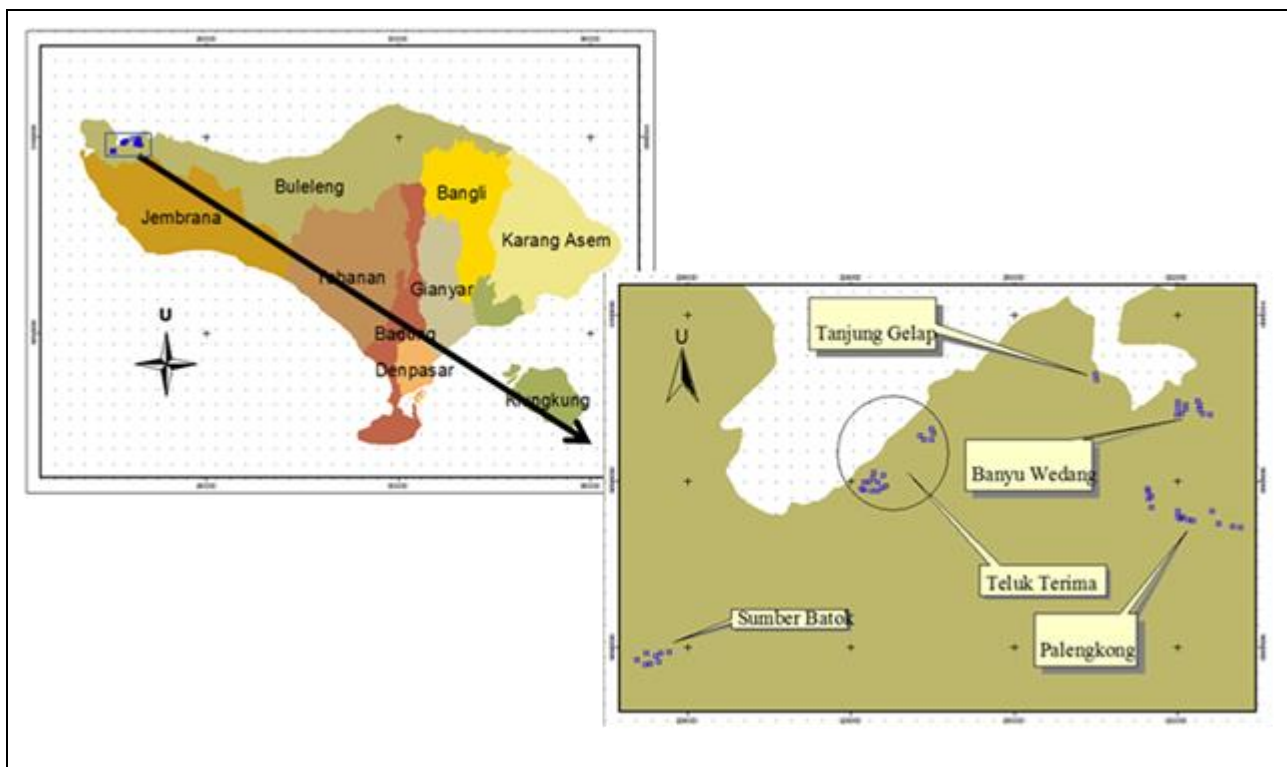 Buleleng
Bangli
Jembrana
Karang Asem
Tabanan
Gianyar
Badung
Denpasar
Klungkung
U
Tanjung Gelap
U
Banyu Wedang
Teluk Terima
Sumber Batok
Palengkong